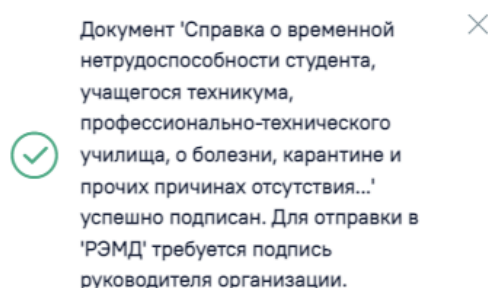 Документ 'Справка о временной
нетрудоспособности студента,
учащегося техникума,
профессионально-технического
училища, о болезни, карантине и
прочих причинах отсутствия...'
успешно подписан. Для отправки в
'РЭМД' требуется подпись
руководителя организации.